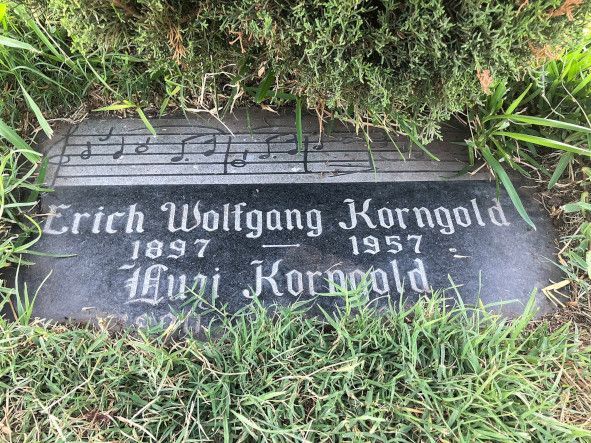 Erich Wolfgang Korngold
1897 — 1957
Luzi Korngold